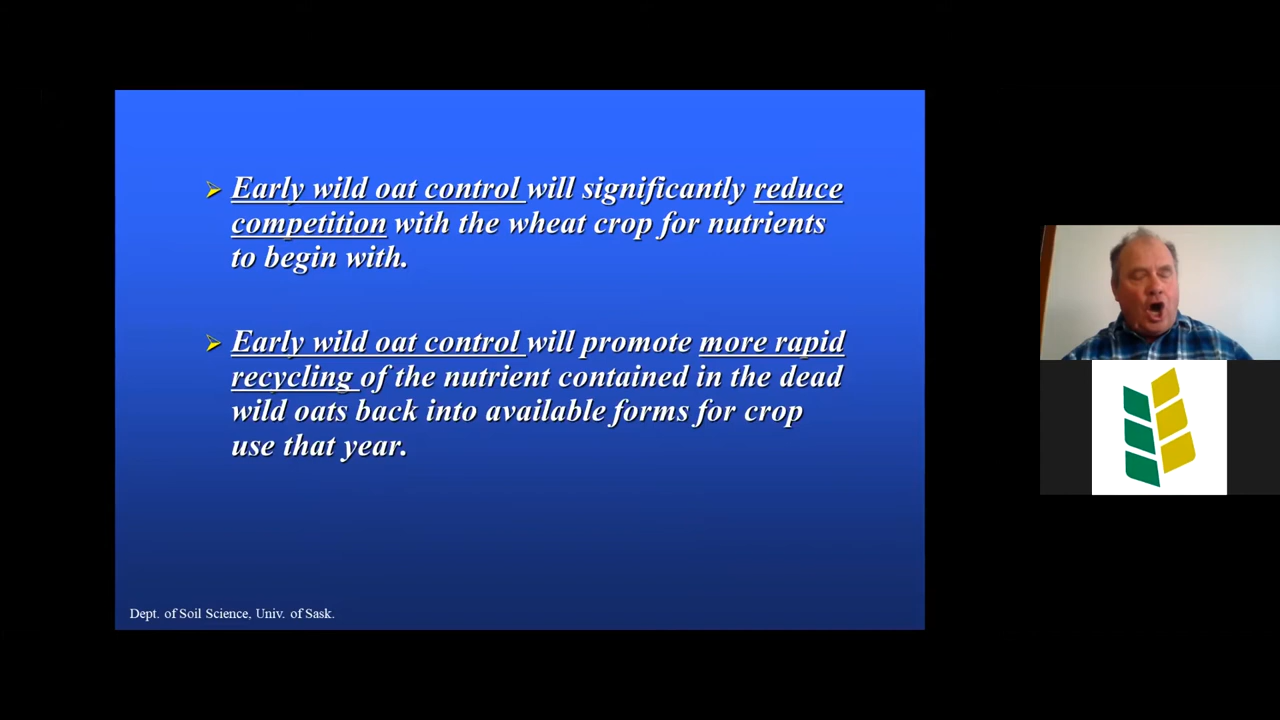 Early wild oat control will significantly reduce
competition with the wheat crop for nutrients
to begin with.
Early wild oat control will promote more rapid
recycling of the nutrient contained in the dead
wild oats back into available forms for crop
use that year.
Dept. of Soil Science, Univ. of Sask.